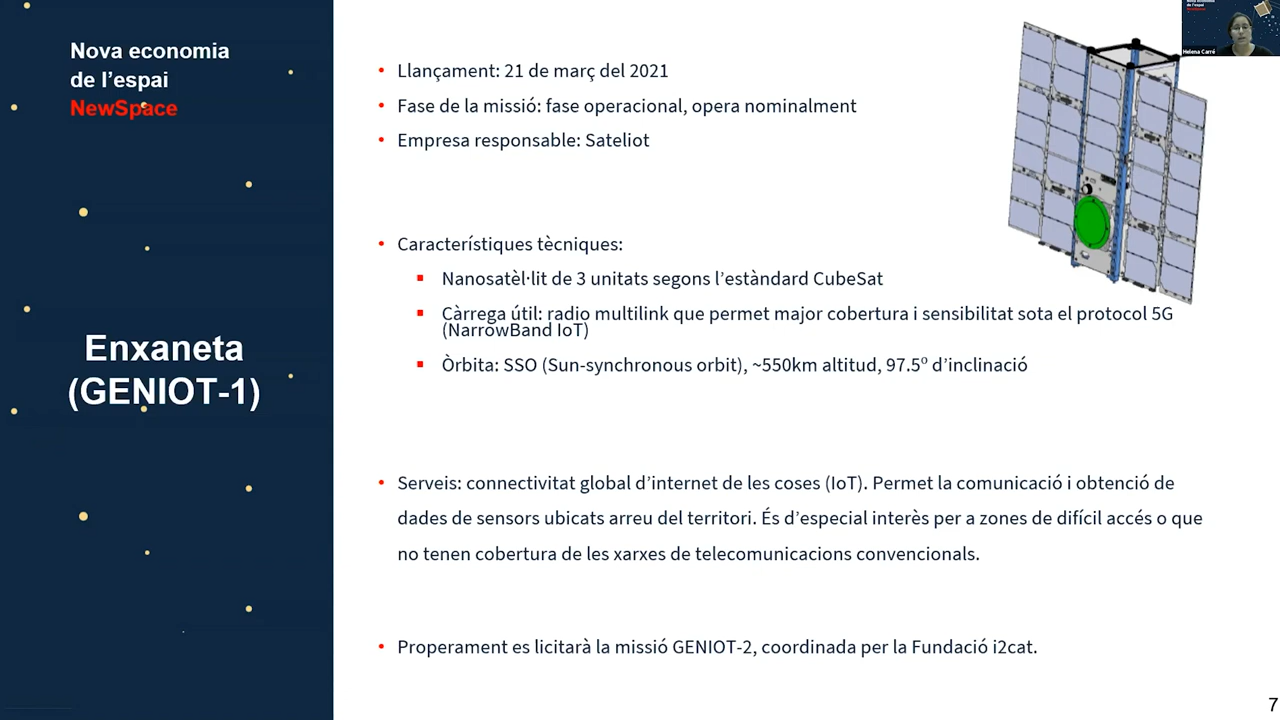 Nova economia
de l'espai
NewSpace
Enxaneta
(GENIOT-1)
• Llançament: 21 de març del 2021
• Fase de la missió: fase operacional, opera nominalment
• Empresa responsable: Sateliot
• Característiques tècniques:
▪ Nanosatèl·lit de 3 unitats segons l'estàndard CubeSat
▪ Càrrega útil: radio multilink que permet major cobertura i sensibilitat sota el protocol 5G
(NarrowBand IoT)
▪ Òrbita: SSO (Sun-synchronous orbit), ~550km altitud, 97.5º d'inclinació
• Serveis: connectivitat global d'internet de les coses (IoT). Permet la comunicació i obtenció de
dades de sensors ubicats arreu del territori. És d'especial interès per a zones de difícil accés o que
no tenen cobertura de les xarxes de telecomunicacions convencionals.
• Properament es licitarà la missió GENIOT-2, coordinada per la Fundació i2cat.
Nova economia
de l'espai
NewSpace
Helena Carré
7